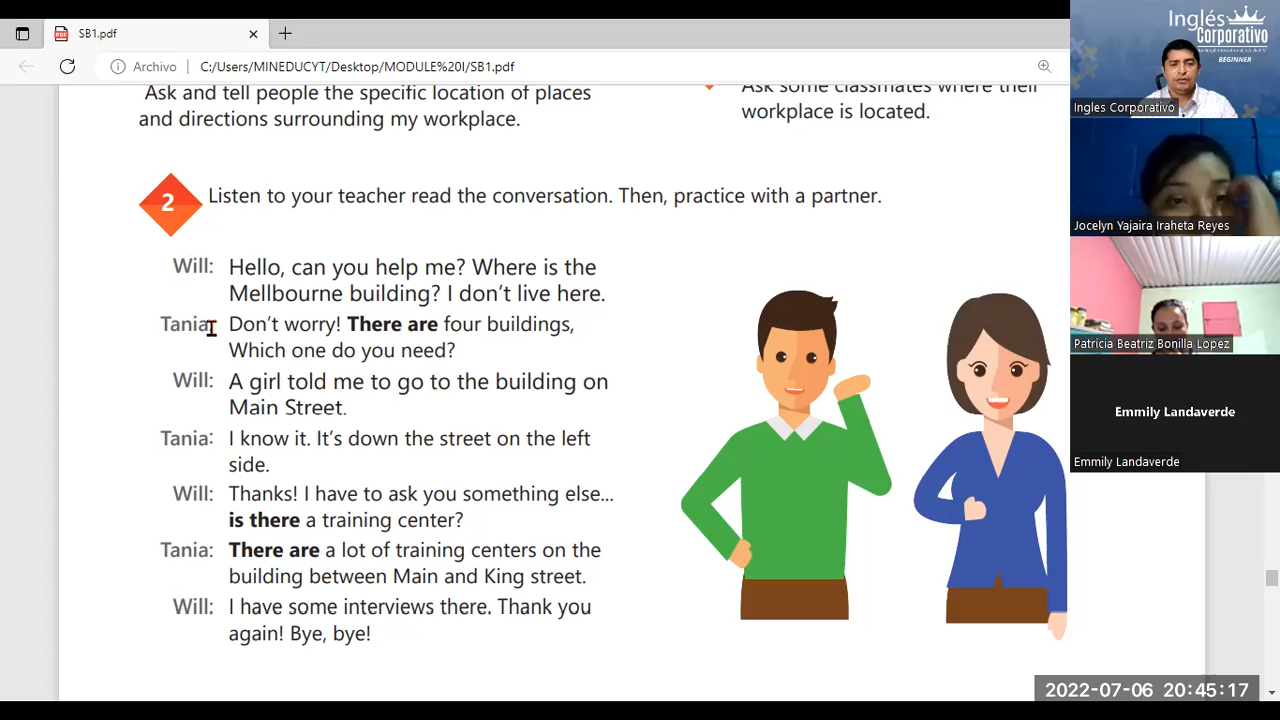 SB1.pdf
Archivo
C:/Users/MINEDUCYT/Desktop/MODULE%20I/SB1.pdf
Ask and tell people the specific location of places
and directions surrounding my workplace.
Ask some classmates where their
workplace is located.
2
Listen to your teacher read the conversation. Then, practice with a partner.
Will: Hello, can you help me? Where is the
Mellbourne building? I don't live here.
Tania: Don't worry! There are four buildings,
Which one do you need?
Will: A girl told me to go to the building on
Main Street.
Tania: I know it. It's down the street on the left
side.
Will: Thanks! I have to ask you something else...
is there a training center?
Tania: There are a lot of training centers on the
building between Main and King street.
Will: I have some interviews there. Thank you
again! Bye, bye!
Inglés
Corporativo
BEGINNER
Ingles Corporativo
Jocelyn Yajaira Iraheta Reyes
Patricia Beatriz Bonilla Lopez
Emmily Landaverde
Emmily Landaverde
2022-07-06 20:45:17